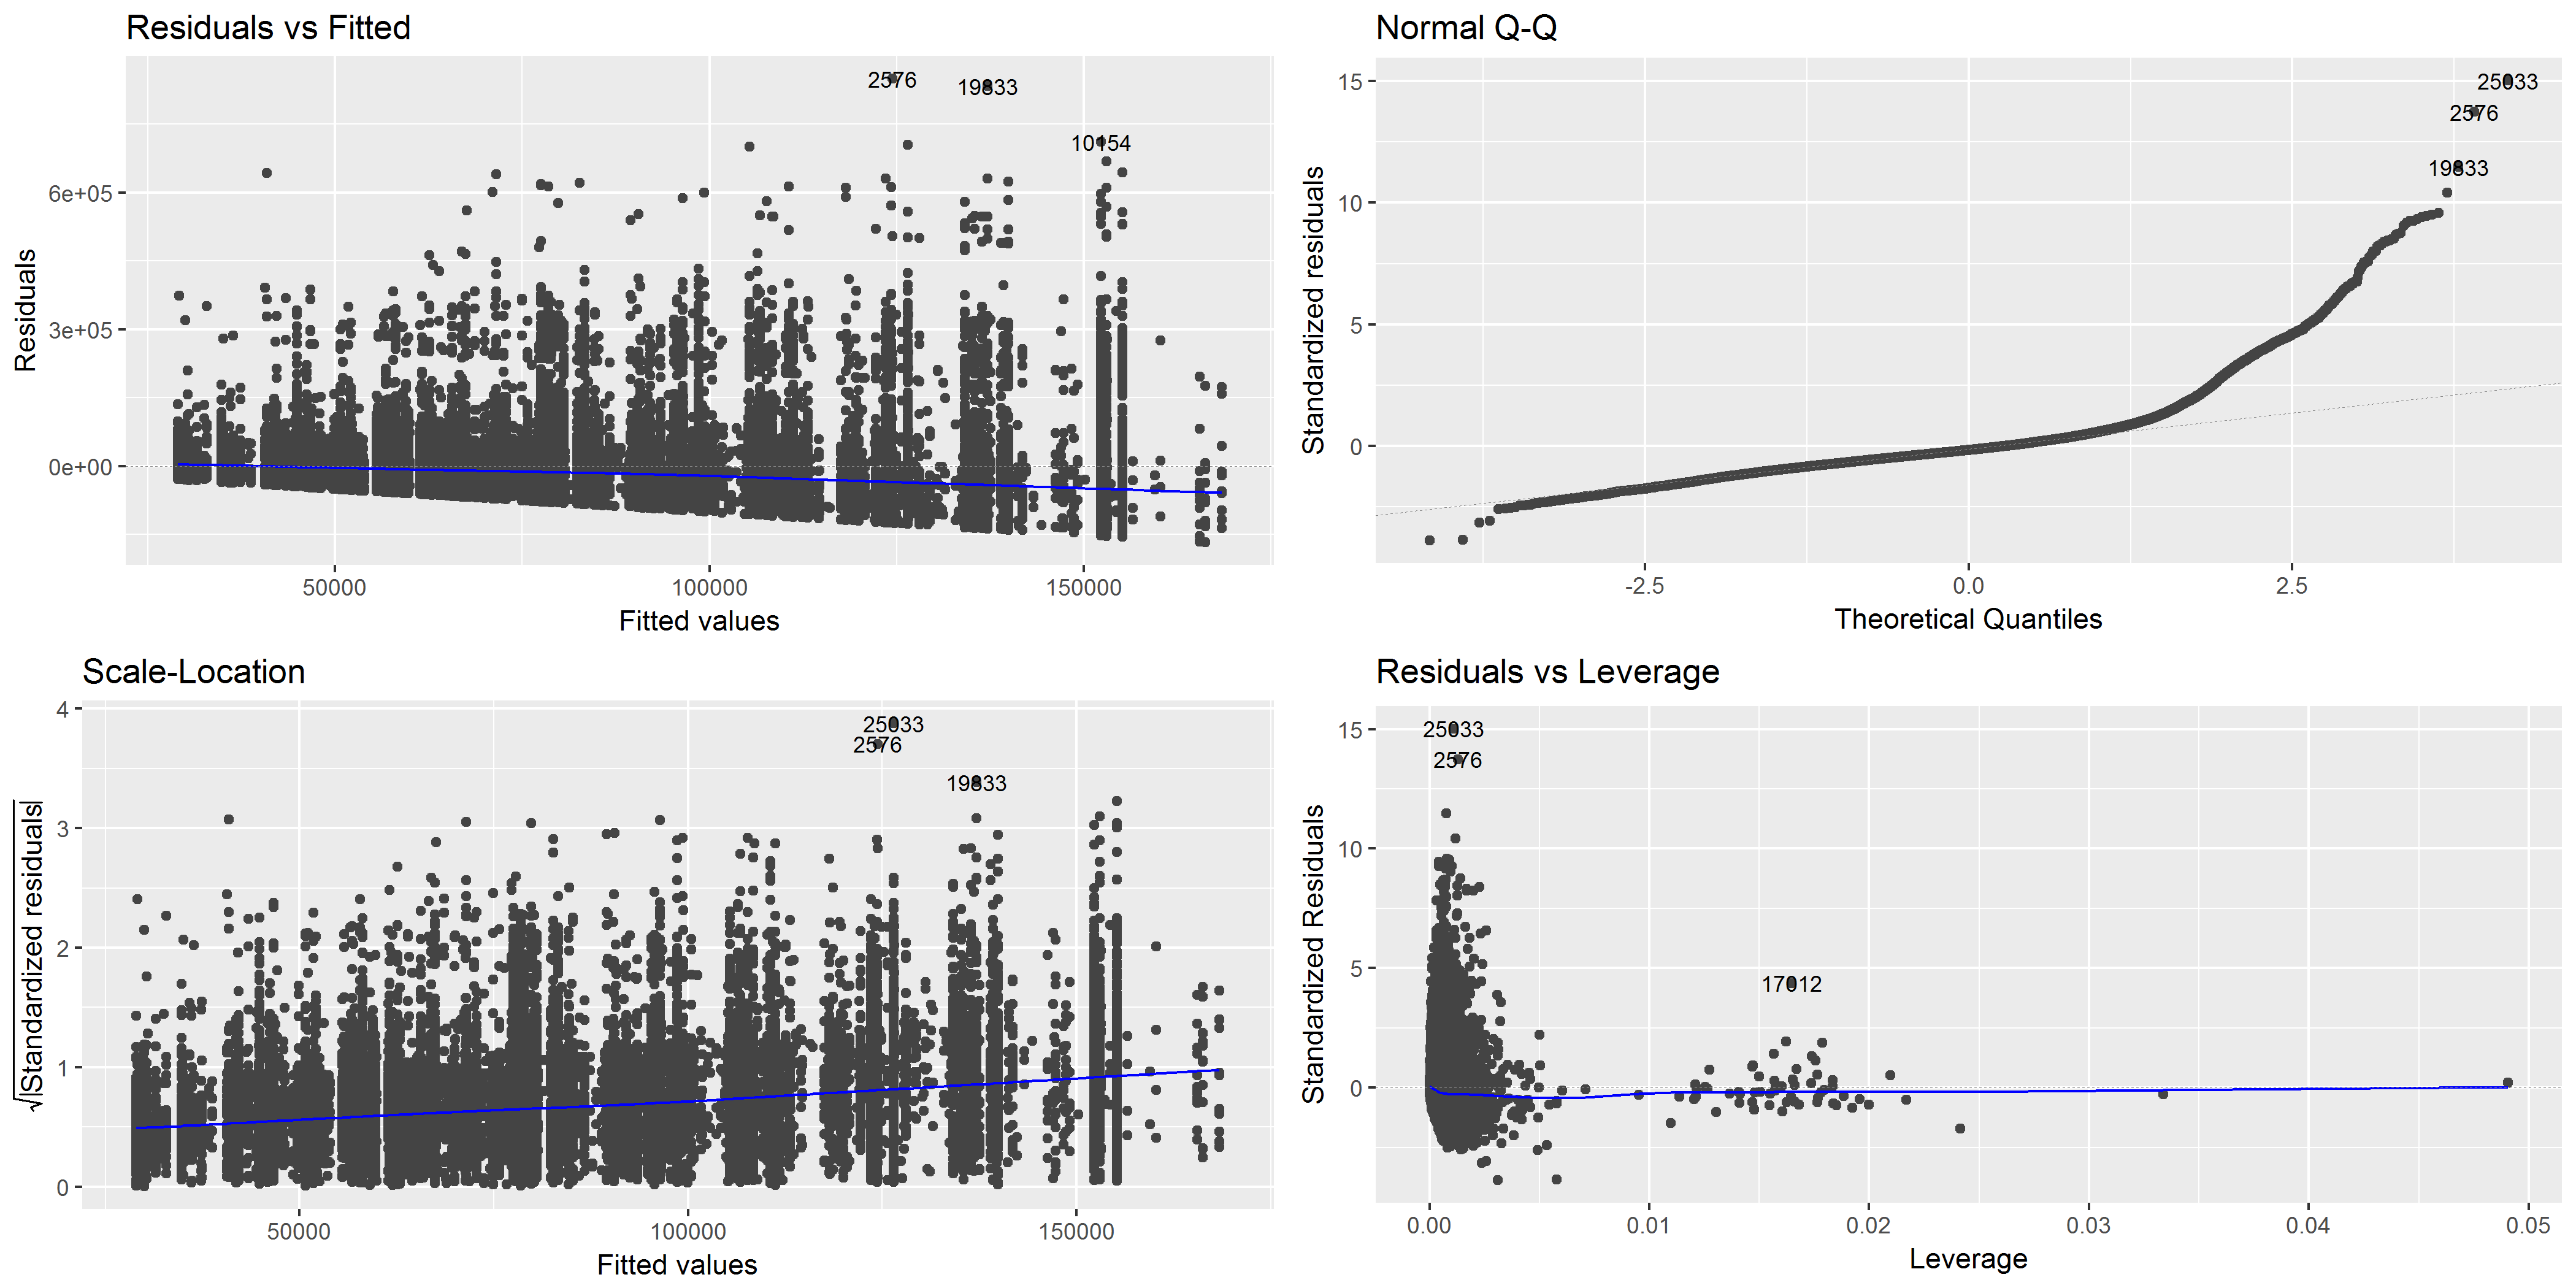 Residuals vs Fitted
2576
19833
10154
6e+05
3e+05
0e+00
Residuals
50000
100000
150000
Fitted values
Normal Q-Q
25033
2576
19833
15
10
5
0
Standardized residuals
-2.5
0.0
2.5
Theoretical Quantiles
Scale-Location
25033
2576
19833
4
3
2
1
0
√|Standardized residuals|
50000
100000
150000
Fitted values
Residuals vs Leverage
25033
2576
17012
15
10
5
0
Standardized Residuals
0.00
0.01
0.02
0.03
0.04
0.05
Leverage